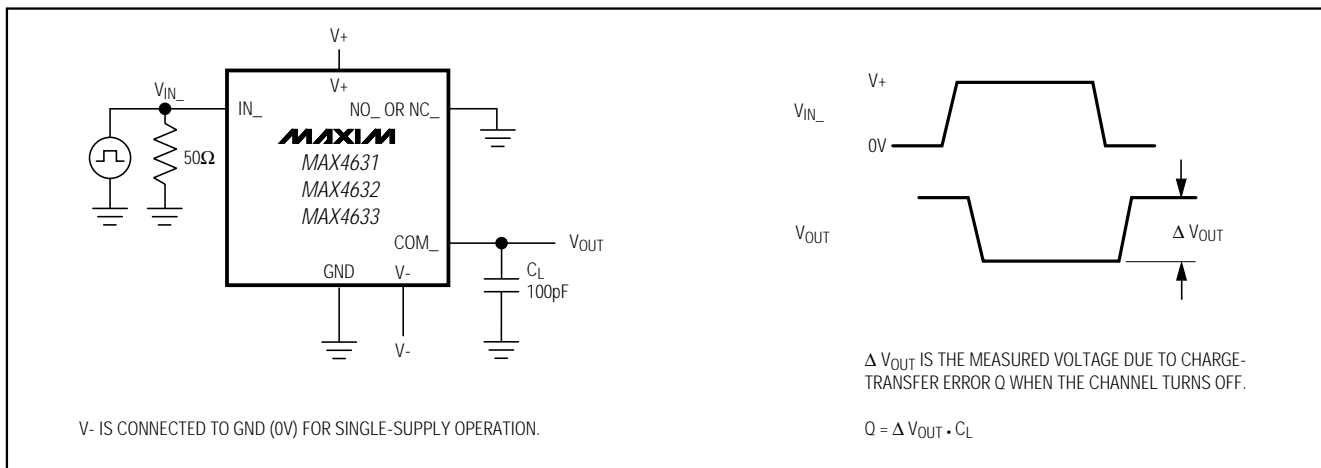 V+
V+
VIN_
IN_
NO_ OR NC_
50Ω
MAXIM
MAX4631
MAX4632
MAX4633
COM_
VOUT
GND
V-
CL
100pF
V-
V- IS CONNECTED TO GND (0V) FOR SINGLE-SUPPLY OPERATION.
V+
VIN_
0V
VOUT
Δ VOUT
Δ VOUT IS THE MEASURED VOLTAGE DUE TO CHARGE-
TRANSFER ERROR Q WHEN THE CHANNEL TURNS OFF.
Q = Δ VOUT • CL